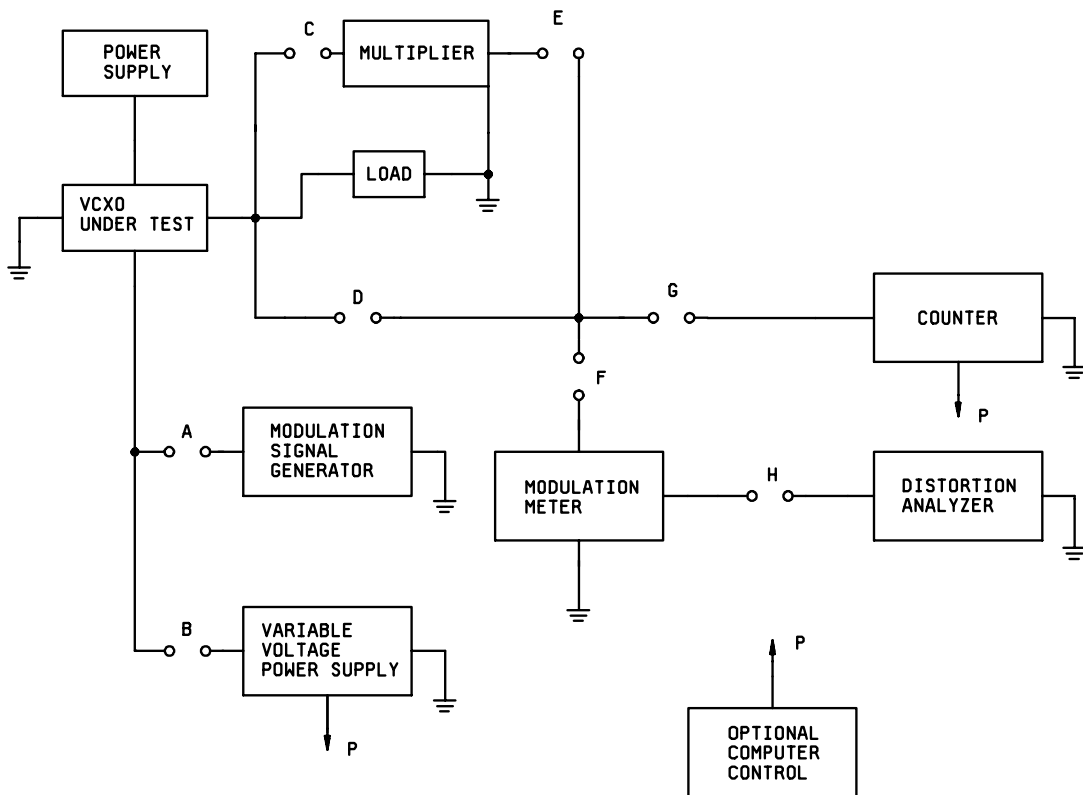 POWER
SUPPLY
C
MULTIPLIER
E
LOAD
VCXO
UNDER TEST
D
G
COUNTER
F
P
A
MODULATION
SIGNAL
GENERATOR
MODULATION
METER
H
DISTORTION
ANALYZER
B
VARIABLE
VOLTAGE
POWER SUPPLY
P
P
OPTIONAL
COMPUTER
CONTROL